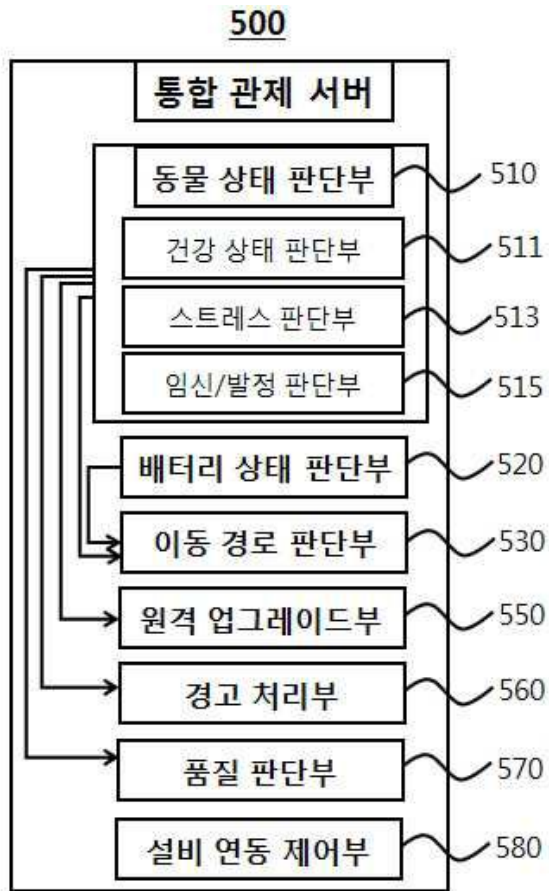 500
통합 관제 서버
동물 상태 판단부 510
건강 상태 판단부 511
스트레스 판단부 513
임신/발정 판단부 515
배터리 상태 판단부 520
이동 경로 판단부 530
원격 업그레이드부 550
경고 처리부 560
품질 판단부 570
설비 연동 제어부 580